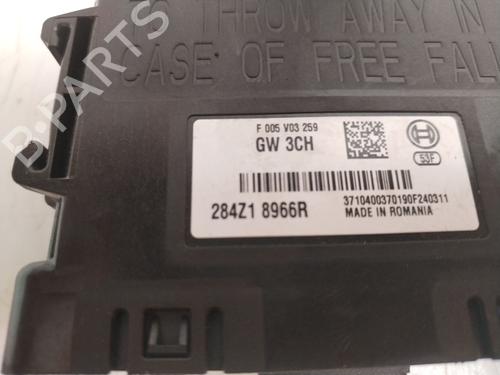 TO THROW AWAY IN
CASE OF FREE FALL
F 005 V03 259
GW 3CH
53F
284Z1 8966R
3710400370190F240311
MADE IN ROMANIA
B PARTS